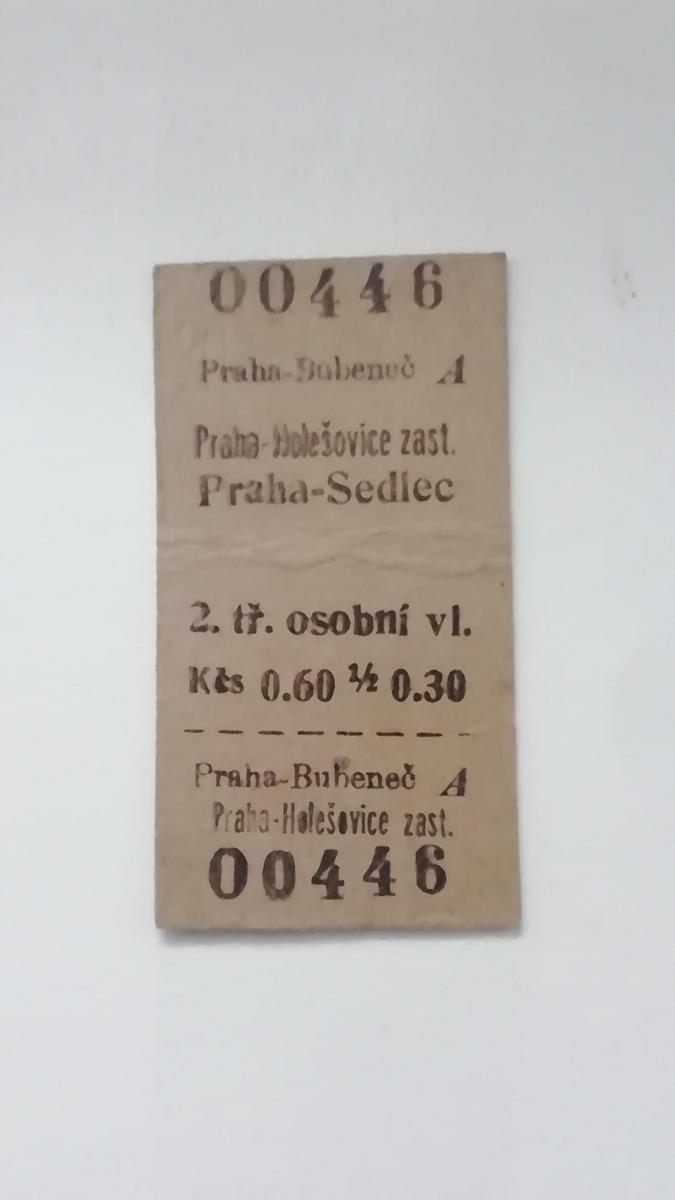 00446
Praha-Bubeneč A
Praha-Holešovice zast.
Praha-Sedlec
2. tř. osobní vl.
Kčs 0.60 ½ 0.30
Praha-Bubeneč A
Praha-Holešovice zast.
00446